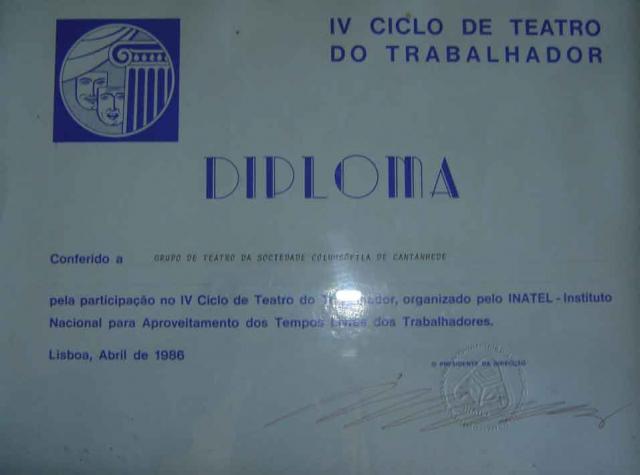 IV CICLO DE TEATRO
DO TRABALHADOR
DIPLOMA
Conferido a GRUPO DE TEATRO DA SOCIEDADE COLUMBÓFILA DE CANTANHEDE
pela participação no IV Ciclo de Teatro do Trabalhador, organizado pelo INATEL - Instituto
Nacional para Aproveitamento dos Tempos Livres dos Trabalhadores.
Lisboa, Abril de 1986
O PRESIDENTE DA DIRECÇÃO